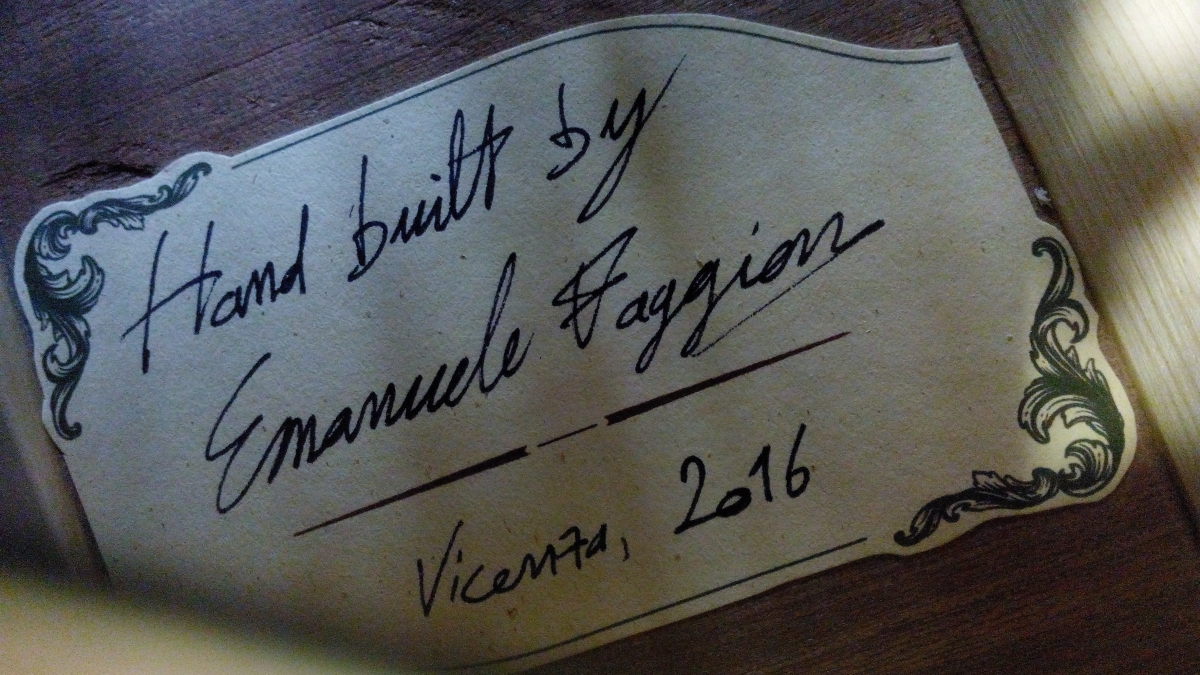 Hand built by
Emanuele Faggion
Vicenza, 2016